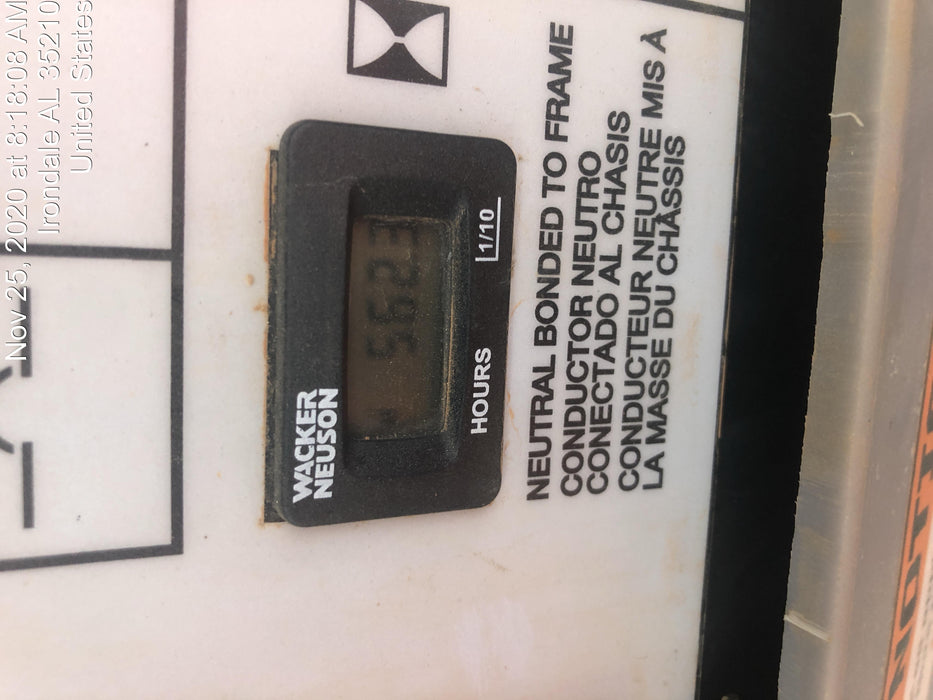 Nov 25, 2020 at 8:18:08 AM
Irondale AL 35210
United States
WACKER
NEUSON
HOURS
1/10
NEUTRAL BONDED TO FRAME
CONDUCTOR NEUTRO
CONECTADO AL CHASIS
CONDUCTEUR NEUTRE MIS À
LA MASSE DU CHÂSSIS